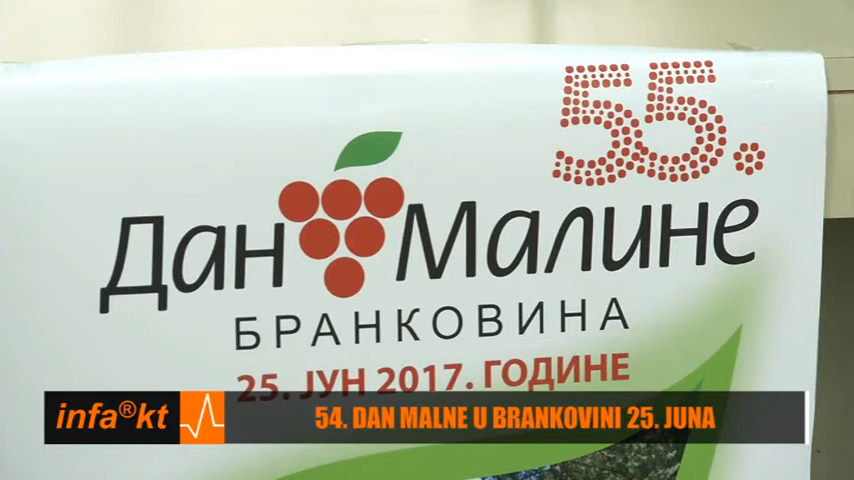 55.
Дан Малине
БРАНКОВИНА
25. ЈУН 2017. ГОДИНЕ
infa®kt
54. DAN MALNE U BRANKOVINI 25. JUNA